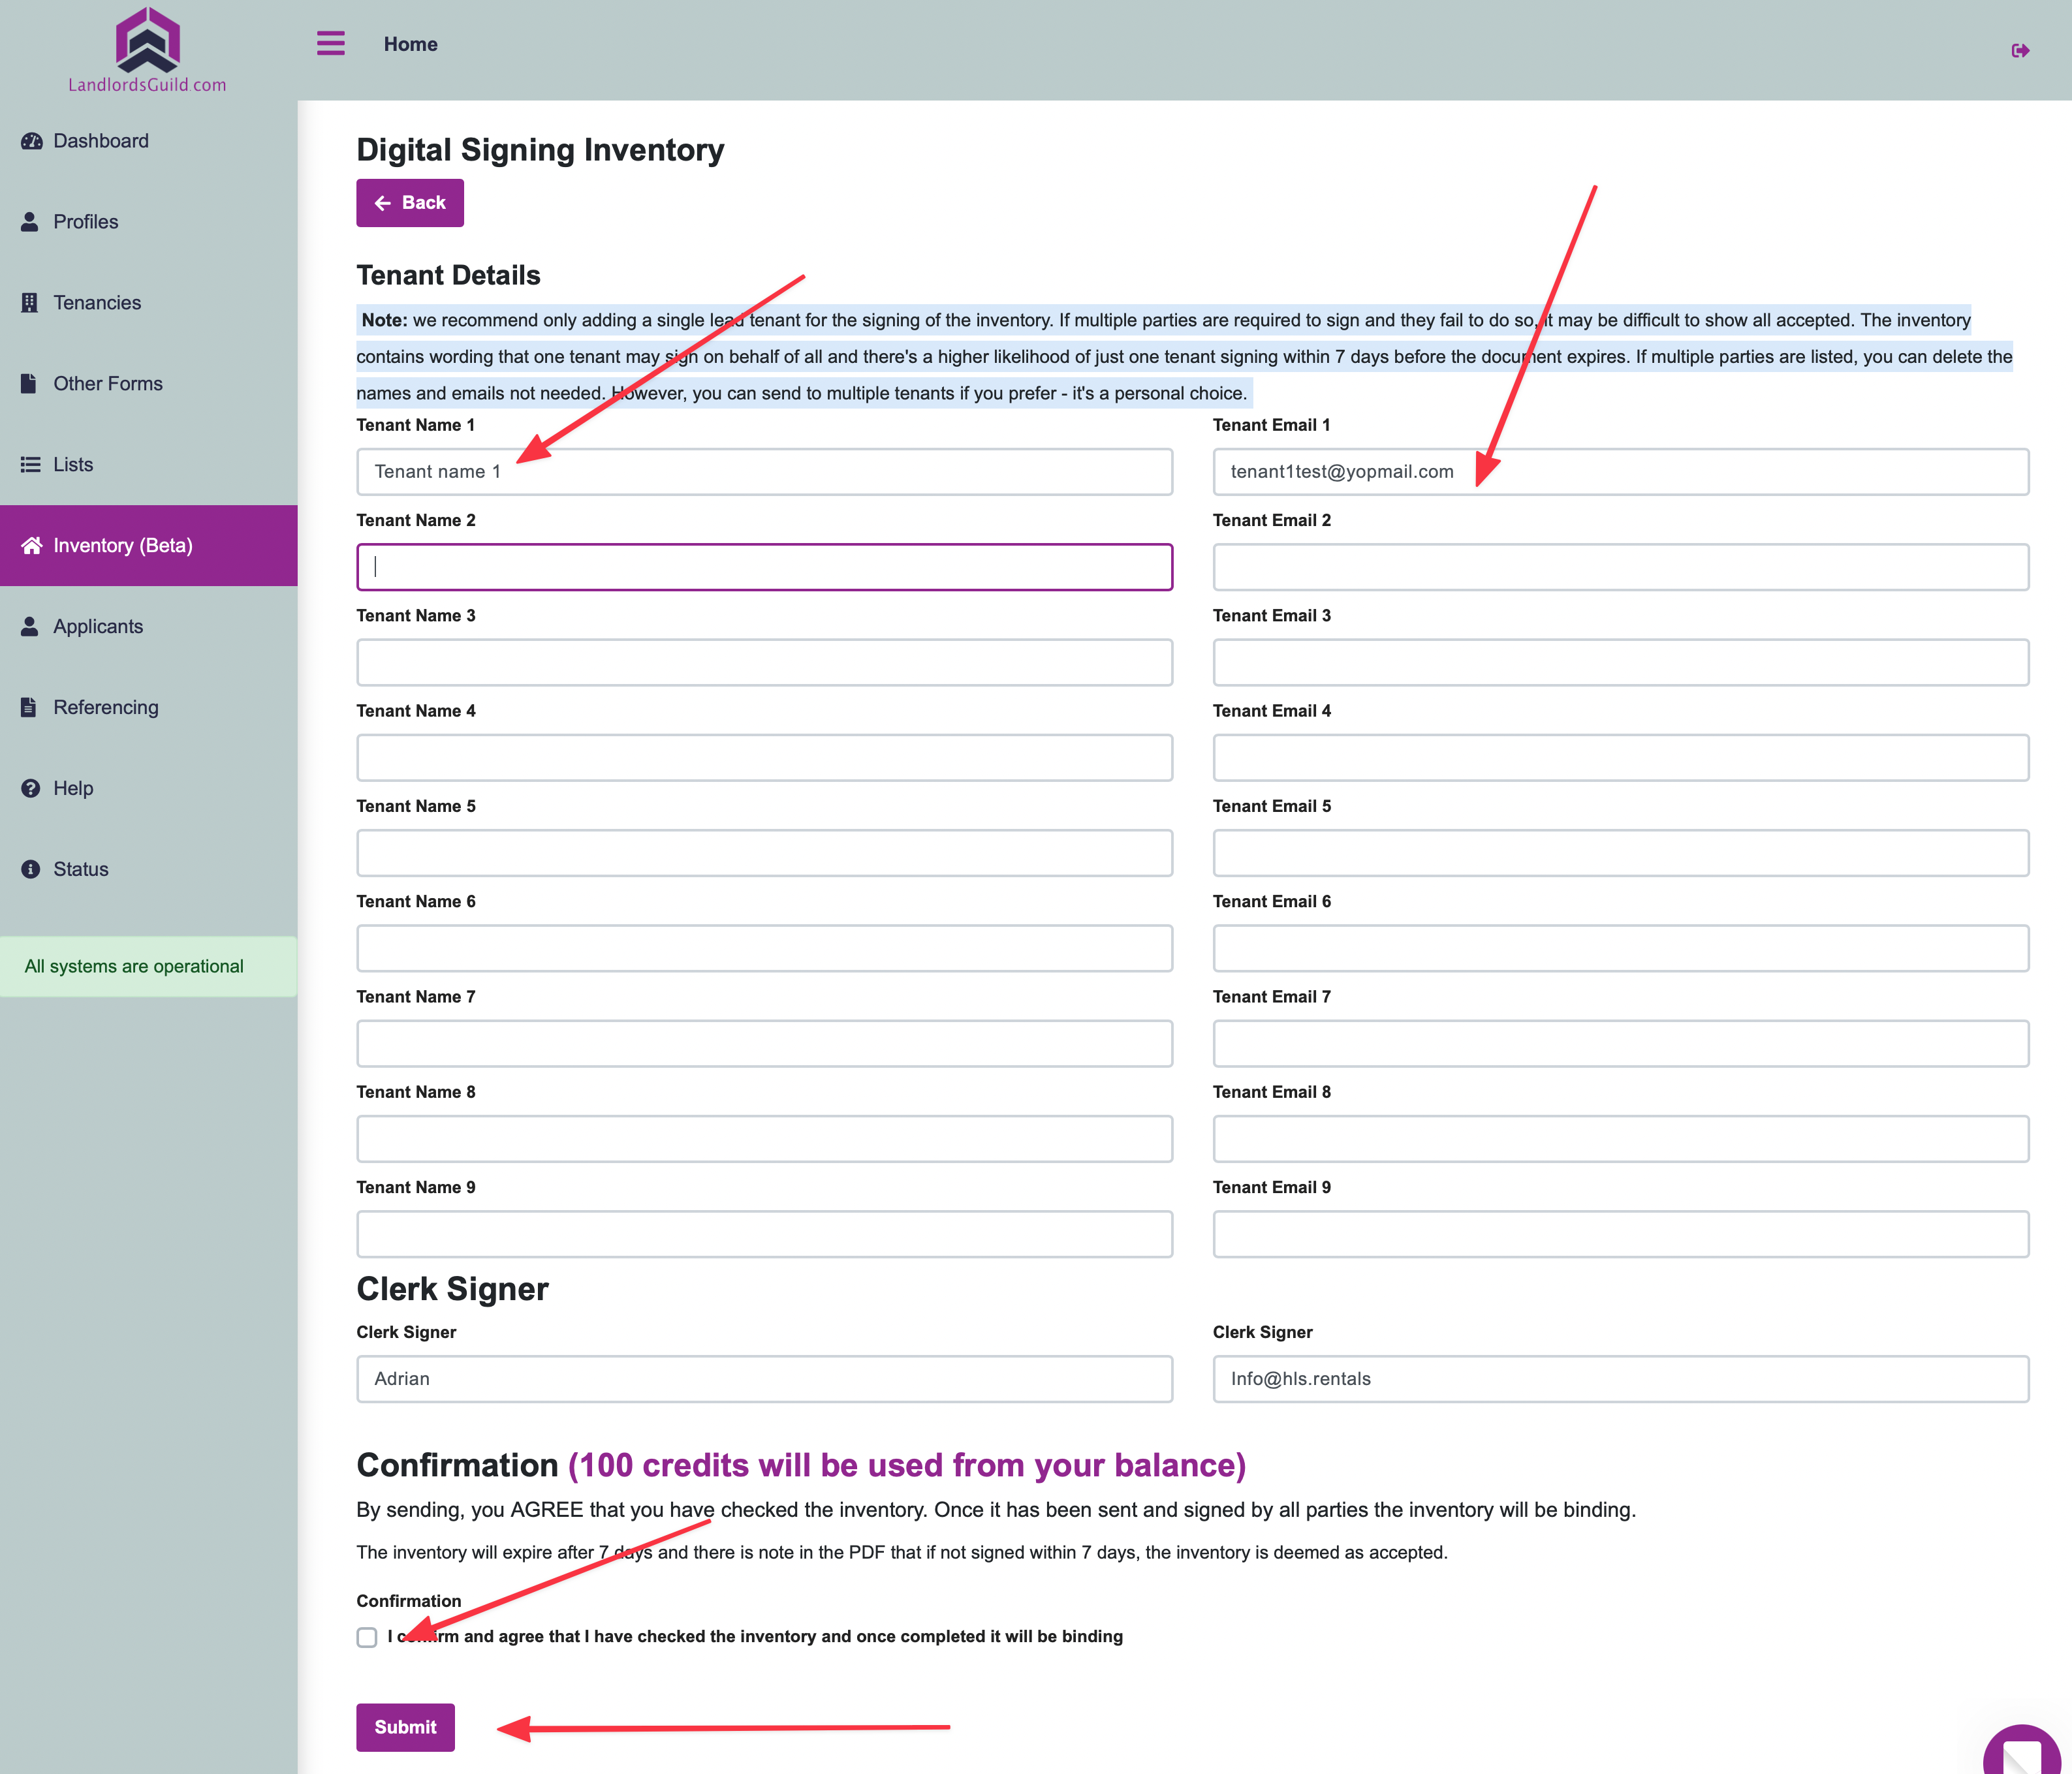 LandlordsGuild.com
Home
Dashboard
Profiles
Tenancies
Other Forms
Lists
Inventory (Beta)
Applicants
Referencing
Help
Status
All systems are operational
Digital Signing Inventory
Back
Tenant Details
Note: we recommend only adding a single lead tenant for the signing of the inventory. If multiple parties are required to sign and they fail to do so, it may be difficult to show all accepted. The inventory
contains wording that one tenant may sign on behalf of all and there's a higher likelihood of just one tenant signing within 7 days before the document expires. If multiple parties are listed, you can delete the
names and emails not needed. However, you can send to multiple tenants if you prefer - it's a personal choice.
Tenant Name 1 Tenant Email 1
Tenant name 1 tenant1test@yopmail.com
Tenant Name 2 Tenant Email 2
Tenant Name 3 Tenant Email 3
Tenant Name 4 Tenant Email 4
Tenant Name 5 Tenant Email 5
Tenant Name 6 Tenant Email 6
Tenant Name 7 Tenant Email 7
Tenant Name 8 Tenant Email 8
Tenant Name 9 Tenant Email 9
Clerk Signer
Clerk Signer Clerk Signer
Adrian Info@hls.rentals
Confirmation (100 credits will be used from your balance)
By sending, you AGREE that you have checked the inventory. Once it has been sent and signed by all parties the inventory will be binding.
The inventory will expire after 7 days and there is note in the PDF that if not signed within 7 days, the inventory is deemed as accepted.
Confirmation
I confirm and agree that I have checked the inventory and once completed it will be binding
Submit